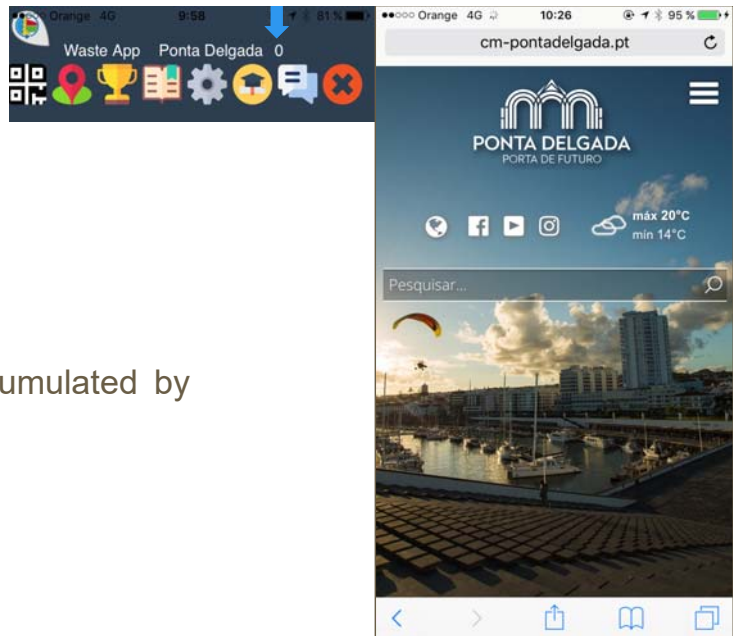 Orange 4G 9:58 81 %
Waste App Ponta Delgada 0
umulated by
Orange 4G 10:26 95 %
cm-pontadelgada.pt
PONTA DELGADA
PORTA DE FUTURO
máx 20°C
min 14°C
Pesquisar...